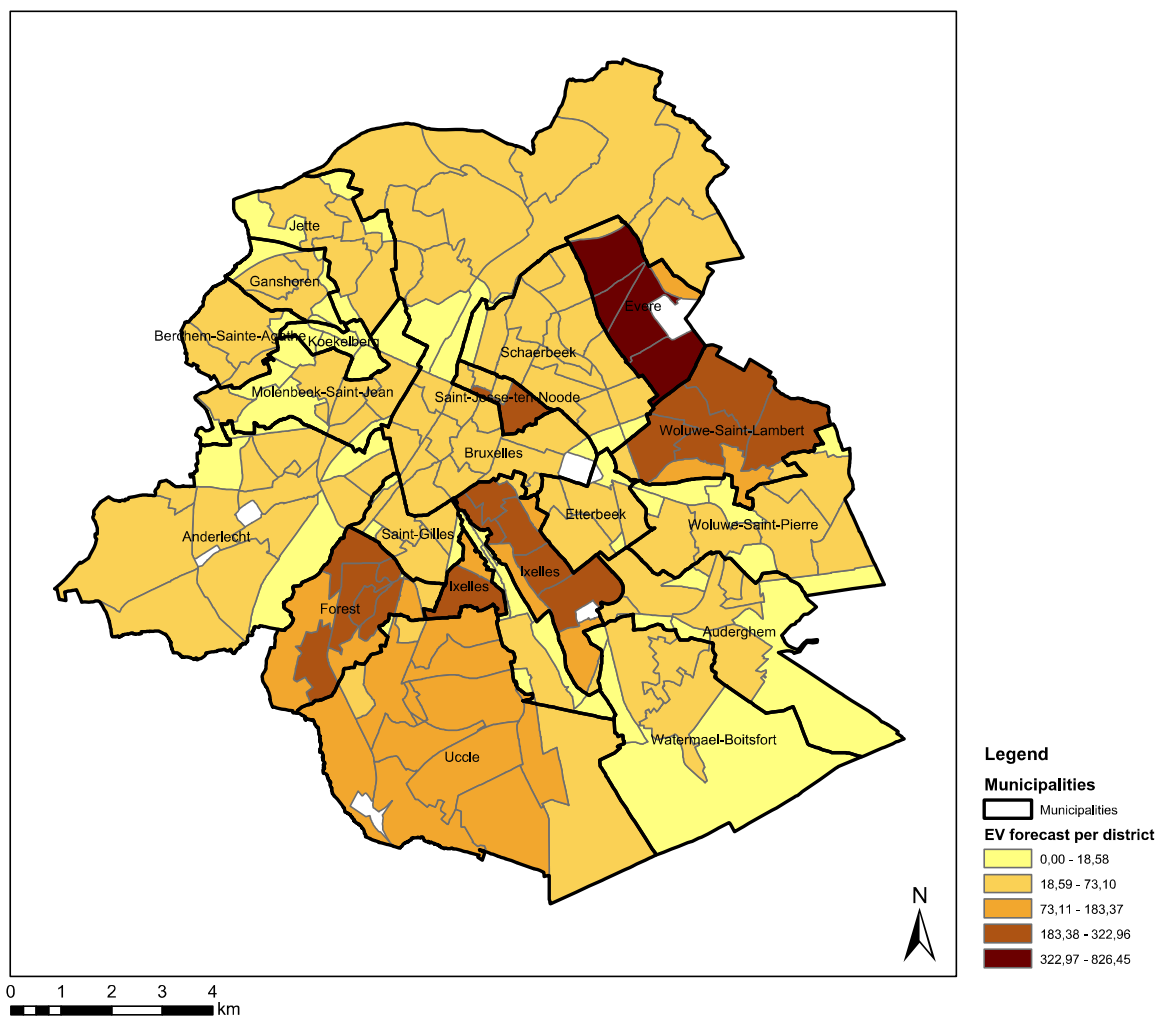 Jette
Ganshoren
Evere
Berchem-Sainte-Agathe
Koekelberg
Schaerbeek
Molenbeek-Saint-Jean
Saint-Josse-ten-Noode
Woluwe-Saint-Lambert
Bruxelles
Etterbeek
Woluwe-Saint-Pierre
Anderlecht
Saint-Gilles
Ixelles
Ixelles
Forest
Auderghem
Watermael-Boitsfort
Uccle
Legend
Municipalities
Municipalities
EV forecast per district
0,00 - 18,58
18,59 - 73,10
73,11 - 183,37
183,38 - 322,96
322,97 - 826,45
N
0 1 2 3 4
km